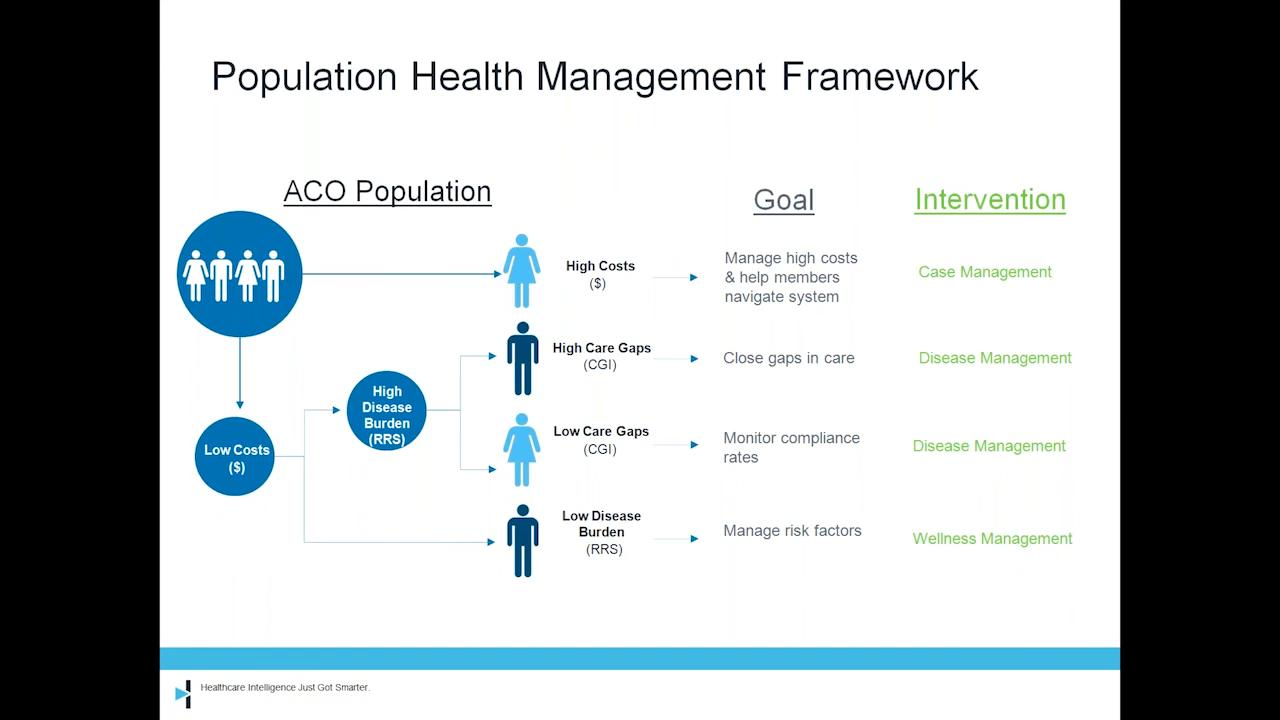 Population Health Management Framework
ACO Population
Goal
Intervention
High Costs
($)
Manage high costs
& help members
navigate system
Case Management
High Care Gaps
(CGI)
Close gaps in care
Disease Management
High
Disease
Burden
(RRS)
Low Care Gaps
(CGI)
Monitor compliance
rates
Disease Management
Low Costs
($)
Low Disease
Burden
(RRS)
Manage risk factors
Wellness Management
Healthcare Intelligence Just Got Smarter.